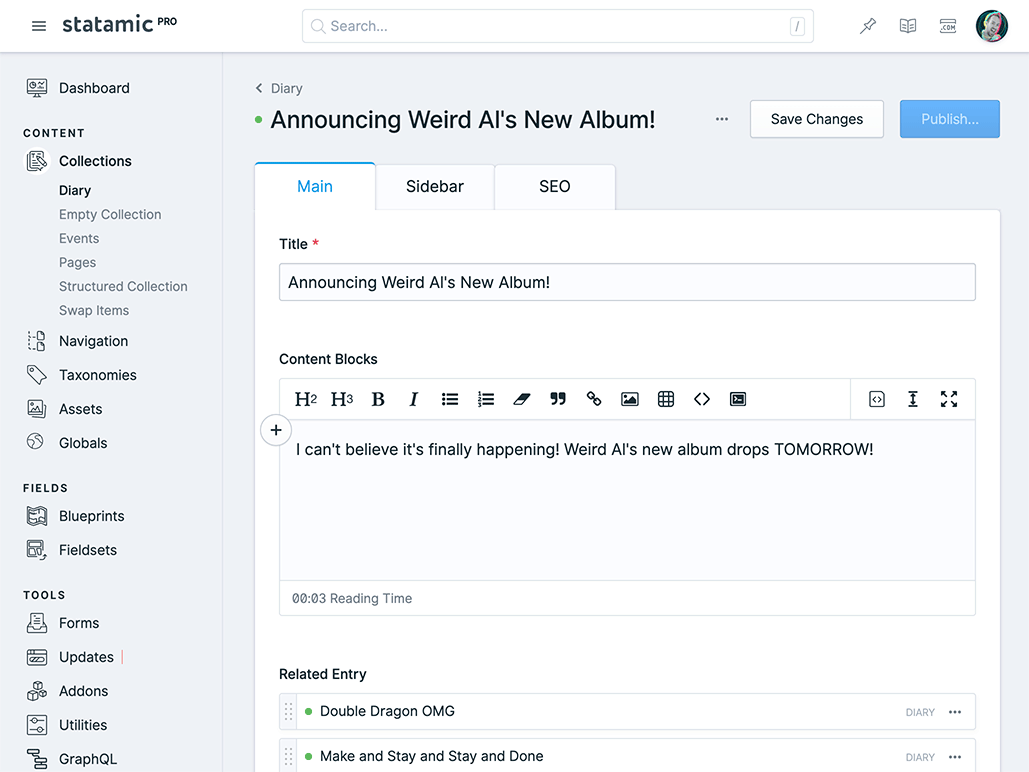 statamic PRO
Search...
/
.COM
Dashboard
CONTENT
Collections
Diary
Empty Collection
Events
Pages
Structured Collection
Swap Items
Navigation
Taxonomies
Assets
Globals
FIELDS
Blueprints
Fieldsets
TOOLS
Forms
Updates
Addons
Utilities
GraphQL
Diary
Announcing Weird Al's New Album!
Save Changes
Publish...
Main
Sidebar
SEO
Title *
Announcing Weird Al's New Album!
Content Blocks
H2 H3 B I
I can't believe it's finally happening! Weird Al's new album drops TOMORROW!
00:03 Reading Time
Related Entry
Double Dragon OMG DIARY
Make and Stay and Stay and Done DIARY